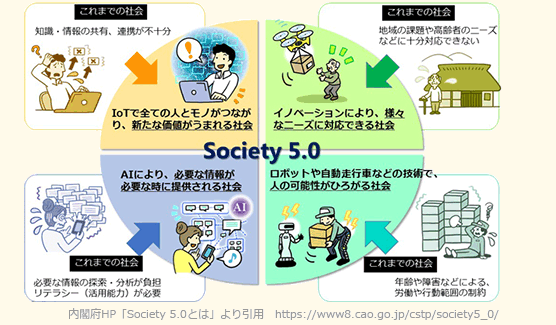 これまでの社会
知識・情報の共有、連携が不十分
これまでの社会
地域の課題や高齢者のニーズ
などに十分対応できない
IoTで全ての人とモノがつなが
り、新たな価値がうまれる社会
イノベーションにより、様々
なニーズに対応できる社会
Society 5.0
AIにより、必要な情報が
必要な時に提供される社会
ロボットや自動走行車などの技術で、
人の可能性がひろがる社会
AI
これまでの社会
必要な情報の探索・分析が負担
リテラシー（活用能力）が必要
これまでの社会
年齢や障害などによる、
労働や行動範囲の制約
内閣府HP「Society 5.0とは」より引用　https://www8.cao.go.jp/cstp/society5_0/